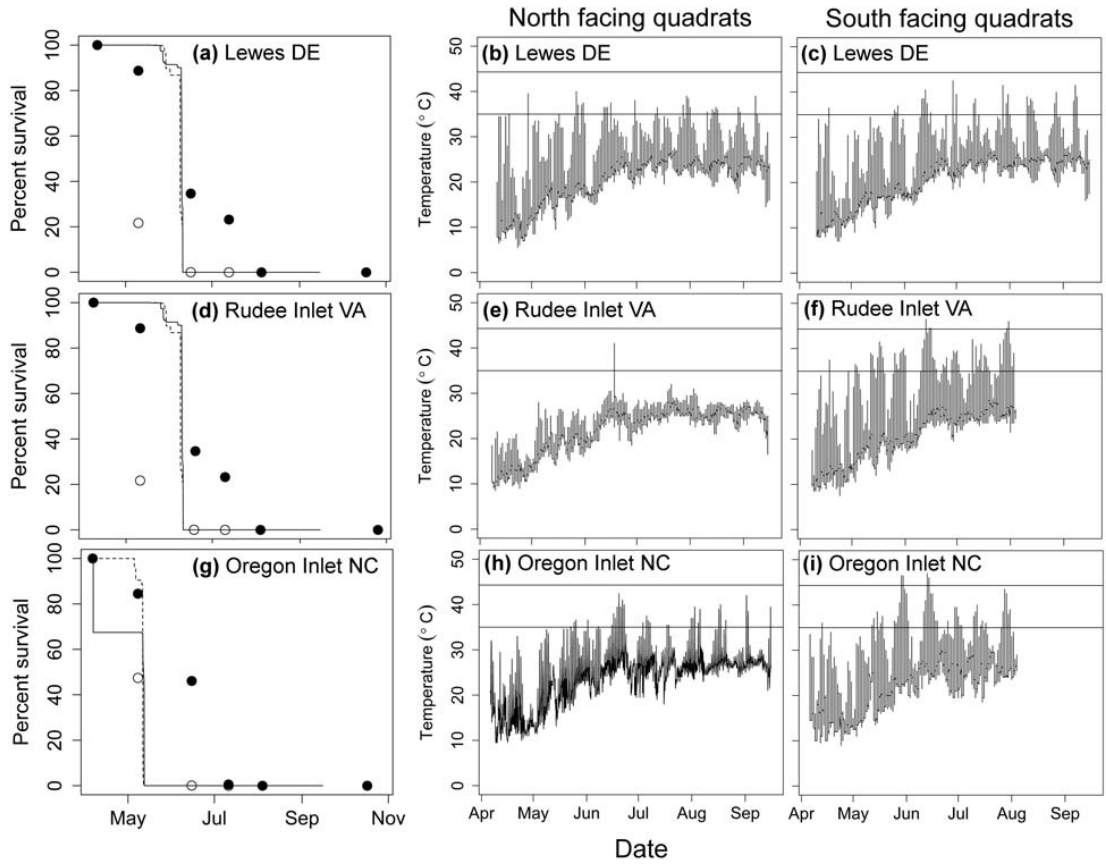 North facing quadrats
South facing quadrats
(a) Lewes DE
(b) Lewes DE
(c) Lewes DE
Percent survival
0 20 40 60 80 100
Temperature (° C)
0 10 20 30 40 50
(d) Rudee Inlet VA
(e) Rudee Inlet VA
(f) Rudee Inlet VA
Percent survival
0 20 40 60 80 100
Temperature (° C)
0 10 20 30 40 50
(g) Oregon Inlet NC
(h) Oregon Inlet NC
(i) Oregon Inlet NC
Percent survival
0 20 40 60 80 100
Temperature (° C)
0 10 20 30 40 50
May Jul Sep Nov
Apr May Jun Jul Aug Sep
Apr May Jun Jul Aug Sep
Date